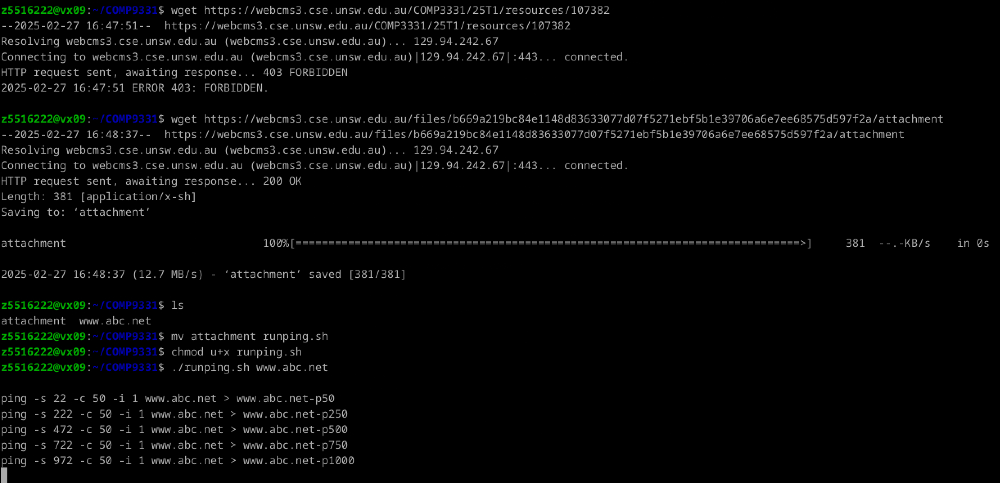 z5516222@vx09:~/COMP9331$ wget https://webcms3.cse.unsw.edu.au/COMP3331/25T1/resources/107382
--2025-02-27 16:47:51--  https://webcms3.cse.unsw.edu.au/COMP3331/25T1/resources/107382
Resolving webcms3.cse.unsw.edu.au (webcms3.cse.unsw.edu.au)... 129.94.242.67
Connecting to webcms3.cse.unsw.edu.au (webcms3.cse.unsw.edu.au)|129.94.242.67|:443... connected.
HTTP request sent, awaiting response... 403 FORBIDDEN
2025-02-27 16:47:51 ERROR 403: FORBIDDEN.
z5516222@vx09:~/COMP9331$ wget https://webcms3.cse.unsw.edu.au/files/b669a219bc84e1148d83633077d07f5271ebf5b1e39706a6e7ee68575d597f2a/attachment
--2025-02-27 16:48:37--  https://webcms3.cse.unsw.edu.au/files/b669a219bc84e1148d83633077d07f5271ebf5b1e39706a6e7ee68575d597f2a/attachment
Resolving webcms3.cse.unsw.edu.au (webcms3.cse.unsw.edu.au)... 129.94.242.67
Connecting to webcms3.cse.unsw.edu.au (webcms3.cse.unsw.edu.au)|129.94.242.67|:443... connected.
HTTP request sent, awaiting response... 200 OK
Length: 381 [application/x-sh]
Saving to: ‘attachment’
attachment                              100%[=============================================================================>]     381  --.-KB/s    in 0s
2025-02-27 16:48:37 (12.7 MB/s) - ‘attachment’ saved [381/381]
z5516222@vx09:~/COMP9331$ ls
attachment  www.abc.net
z5516222@vx09:~/COMP9331$ mv attachment runping.sh
z5516222@vx09:~/COMP9331$ chmod u+x runping.sh
z5516222@vx09:~/COMP9331$ ./runping.sh www.abc.net
ping -s 22 -c 50 -i 1 www.abc.net > www.abc.net-p50
ping -s 222 -c 50 -i 1 www.abc.net > www.abc.net-p250
ping -s 472 -c 50 -i 1 www.abc.net > www.abc.net-p500
ping -s 722 -c 50 -i 1 www.abc.net > www.abc.net-p750
ping -s 972 -c 50 -i 1 www.abc.net > www.abc.net-p1000